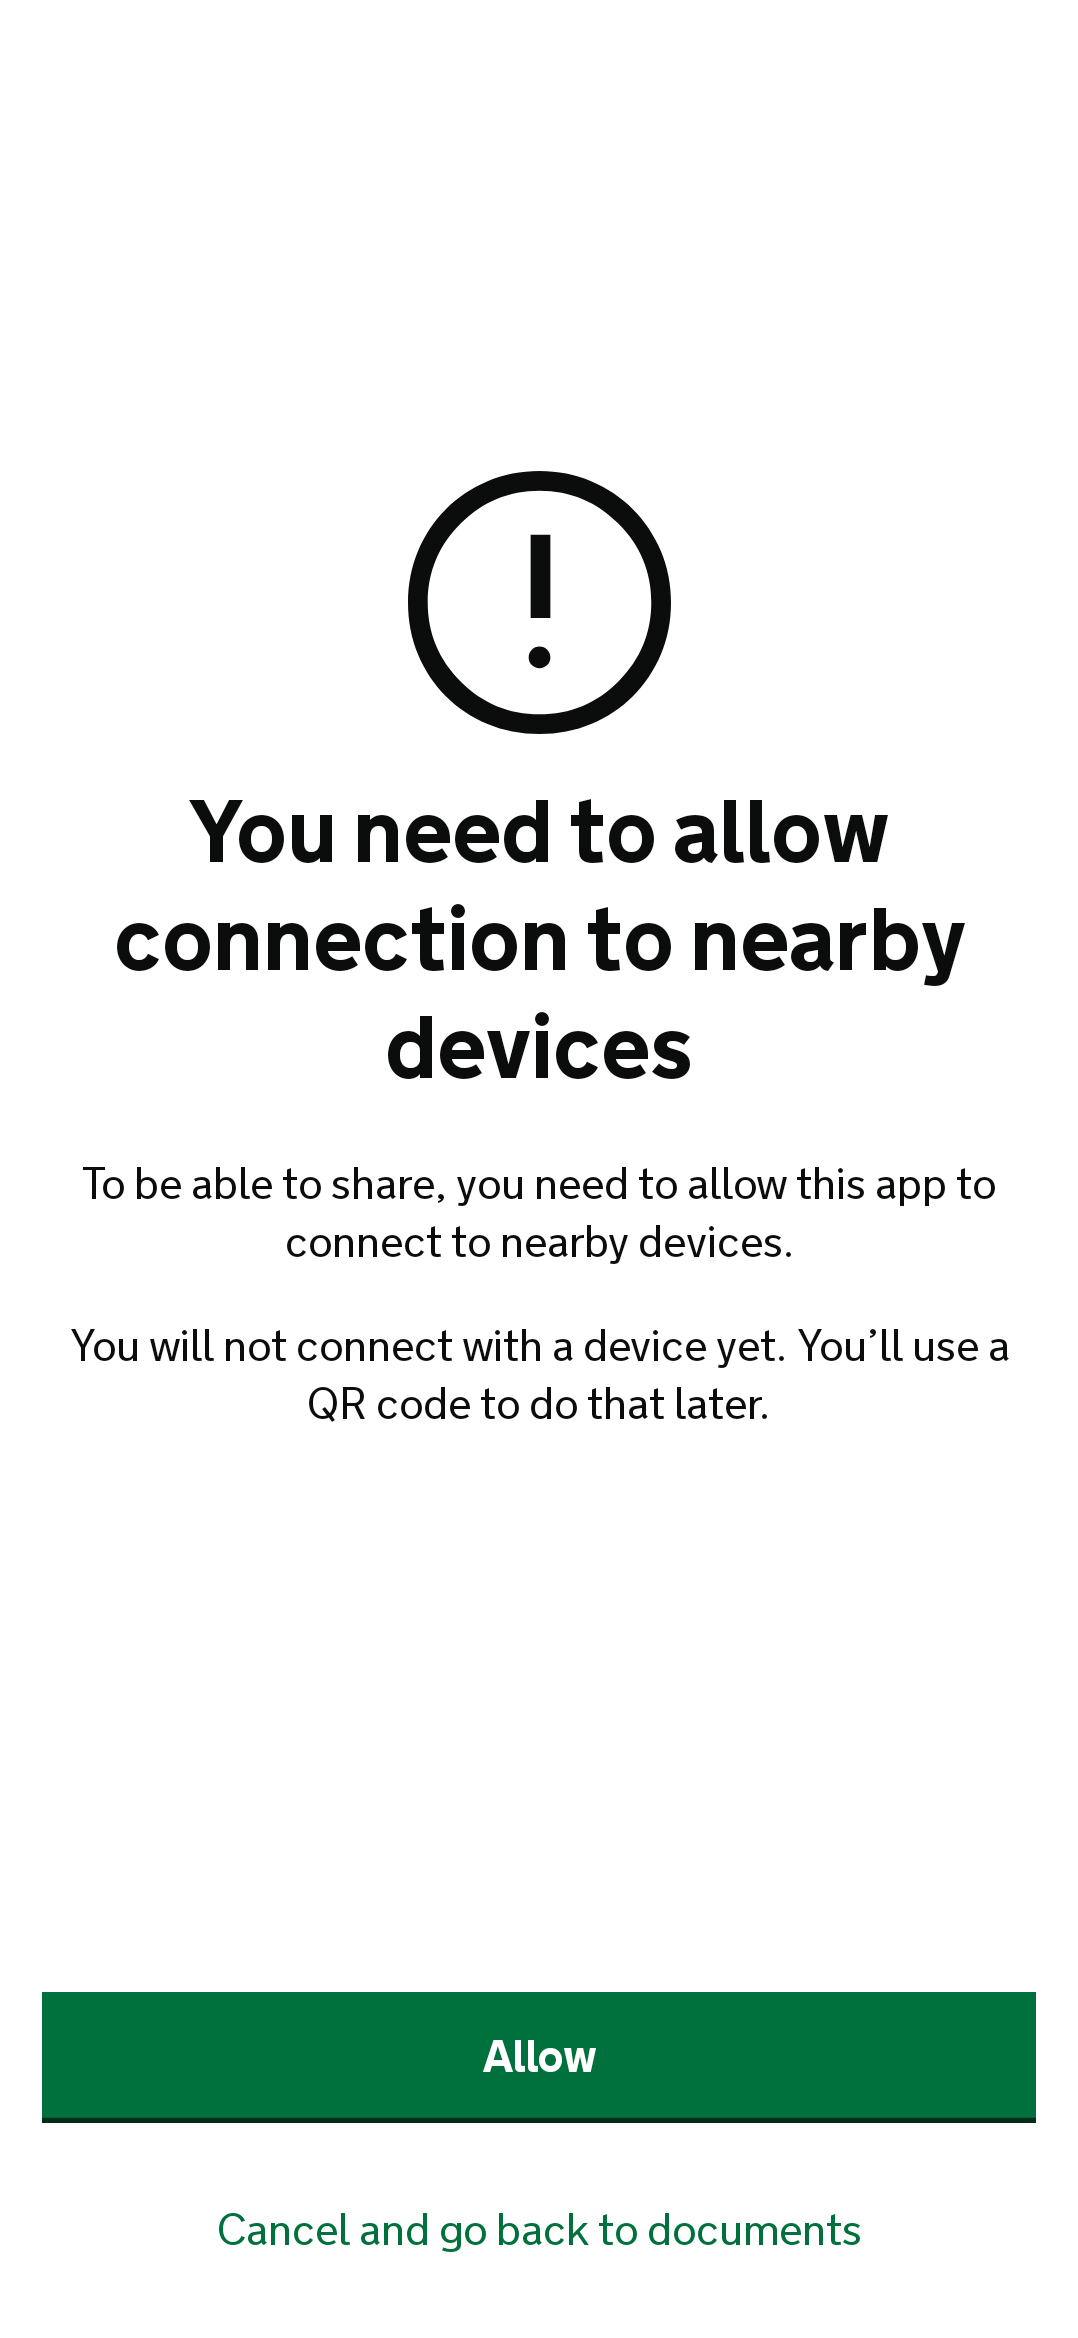 You need to allow
connection to nearby
devices
To be able to share, you need to allow this app to
connect to nearby devices.
You will not connect with a device yet. You’ll use a
QR code to do that later.
Allow
Cancel and go back to documents